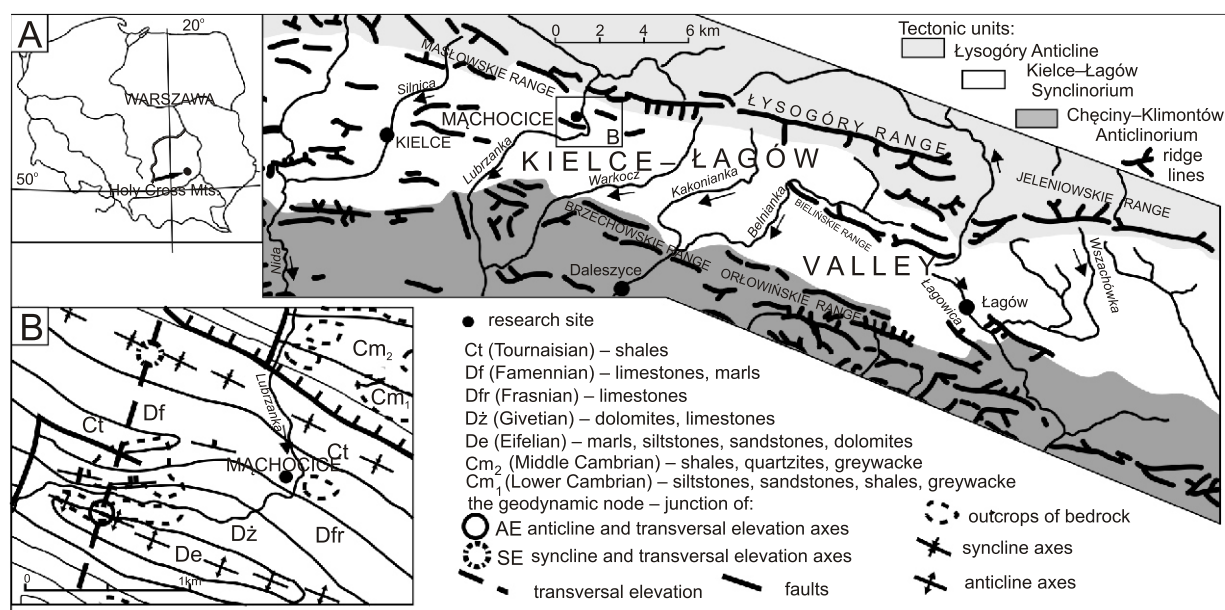 A
20°
WARSZAWA
50°
Holy Cross Mts.
0 2 4 6 km
MASŁOWSKIE RANGE
Silnica
MĄCHOCICE
B
KIELCE
Lubrzanka
KIELCE–ŁAGÓW
ŁYSOGÓRY RANGE
Warkocz
Kakonianka
Belnianka
BIELIŃSKIE RANGE
JELENIOWSKIE RANGE
BRZECHOWSKIE RANGE
Nida
Daleszyce
ORŁOWIŃSKIE RANGE
VALLEY
Łagowica
Łagów
Wszachówka
Tectonic units:
Łysogóry Anticline
Kielce–Łagów
Synclinorium
Chęciny–Klimontów
Anticlinorium
ridge
lines
B
Cm2
Cm1
Lubrzanka
Df
Ct
Ct
MĄCHOCICE
Dż
Dfr
De
0 1km
research site
Ct (Tournaisian) – shales
Df (Famennian) – limestones, marls
Dfr (Frasnian) – limestones
Dż (Givetian) – dolomites, limestones
De (Eifelian) – marls, siltstones, sandstones, dolomites
Cm2 (Middle Cambrian) – shales, quartzites, greywacke
Cm1 (Lower Cambrian) – siltstones, sandstones, shales, greywacke
the geodynamic node – junction of:
AE anticline and transversal elevation axes
SE syncline and transversal elevation axes
transversal elevation
faults
outcrops of bedrock
syncline axes
anticline axes